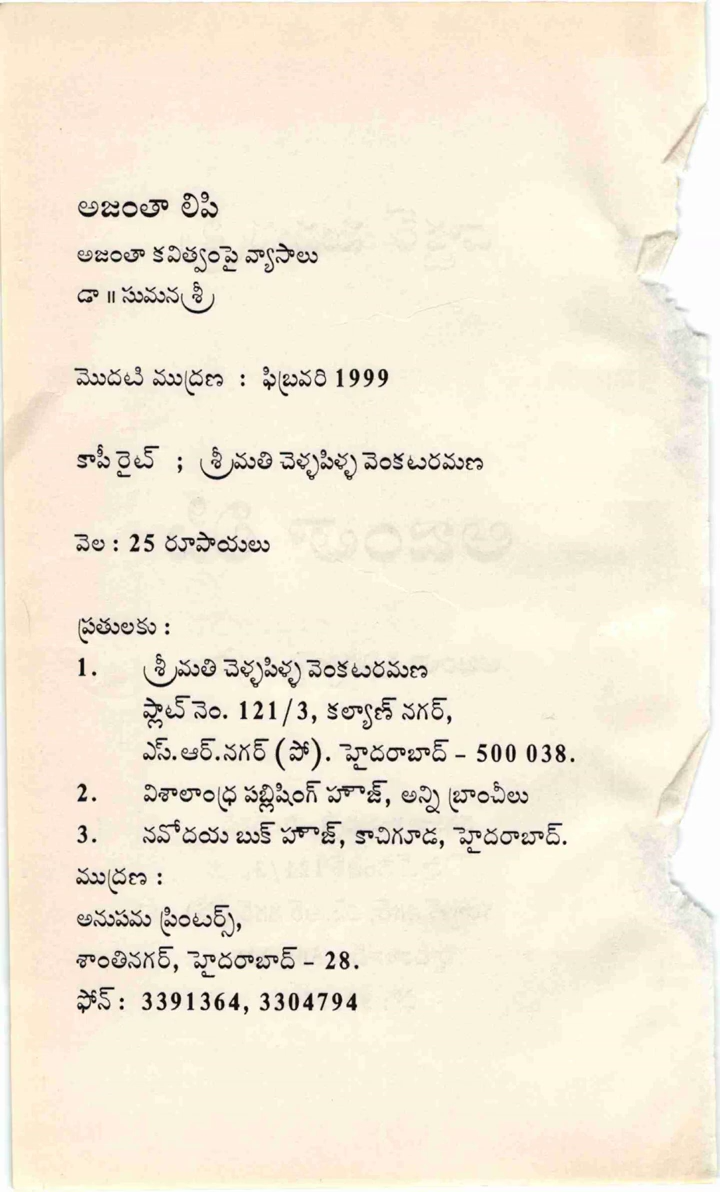 అజంతా లిపి
అజంతా కవిత్వంపై వ్యాసాలు
డా॥ సుమనశ్రీ
మొదటి ముద్రణ : ఫిబ్రవరి 1999
కాపీ రైట్ ; శ్రీమతి చెళ్ళపిళ్ళ వెంకటరమణ
వెల : 25 రూపాయలు
ప్రతులకు :
1. శ్రీమతి చెళ్ళపిళ్ళ వెంకటరమణ
ప్లాట్ నెం. 121/3, కల్యాణ్ నగర్,
ఎస్.ఆర్.నగర్ (పో). హైదరాబాద్ – 500 038.
2. విశాలాంధ్ర పబ్లిషింగ్ హౌజ్, అన్ని బ్రాంచీలు
3. నవోదయ బుక్ హౌజ్, కాచిగూడ, హైదరాబాద్.
ముద్రణ :
అనుపమ ప్రింటర్స్,
శాంతినగర్, హైదరాబాద్ – 28.
ఫోన్ : 3391364, 3304794